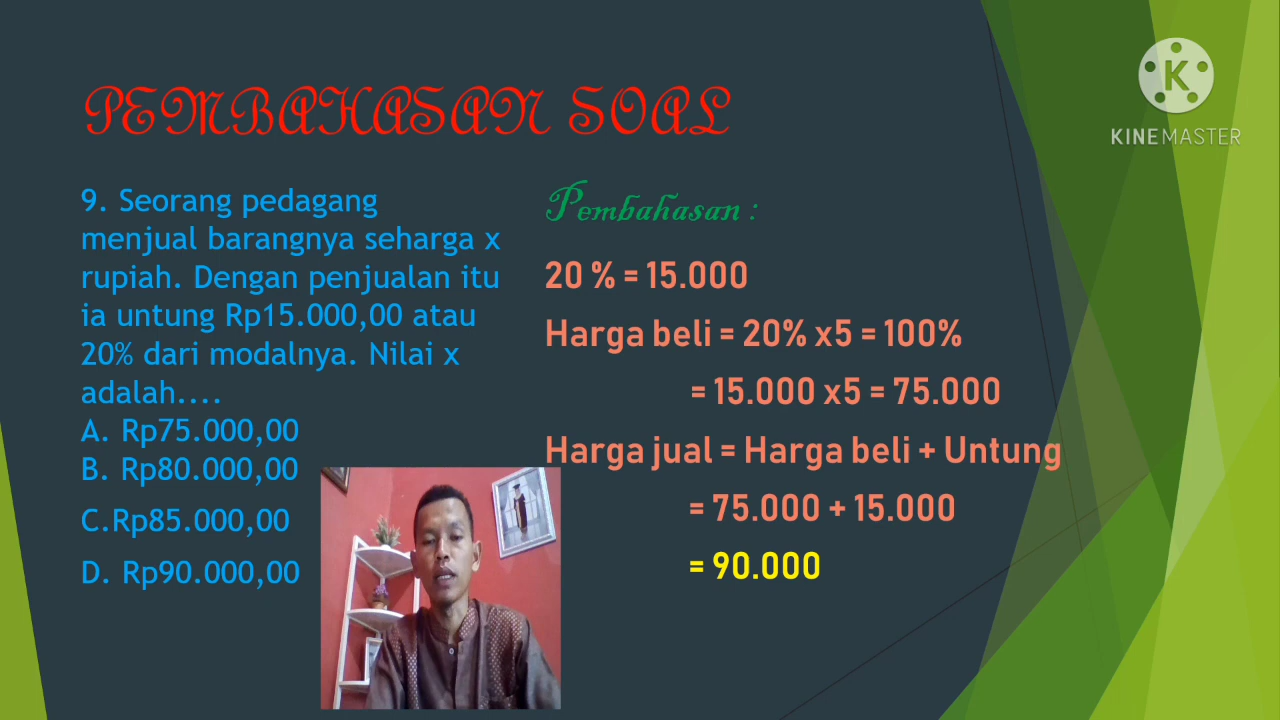 PEMBAHASAN SOAL
9. Seorang pedagang
menjual barangnya seharga x
rupiah. Dengan penjualan itu
ia untung Rp15.000,00 atau
20% dari modalnya. Nilai x
adalah....
A. Rp75.000,00
B. Rp80.000,00
C.Rp85.000,00
D. Rp90.000,00
Pembahasan :
20 % = 15.000
Harga beli = 20% x5 = 100%
= 15.000 x5 = 75.000
Harga jual = Harga beli + Untung
= 75.000 + 15.000
= 90.000
K
KINEMASTER